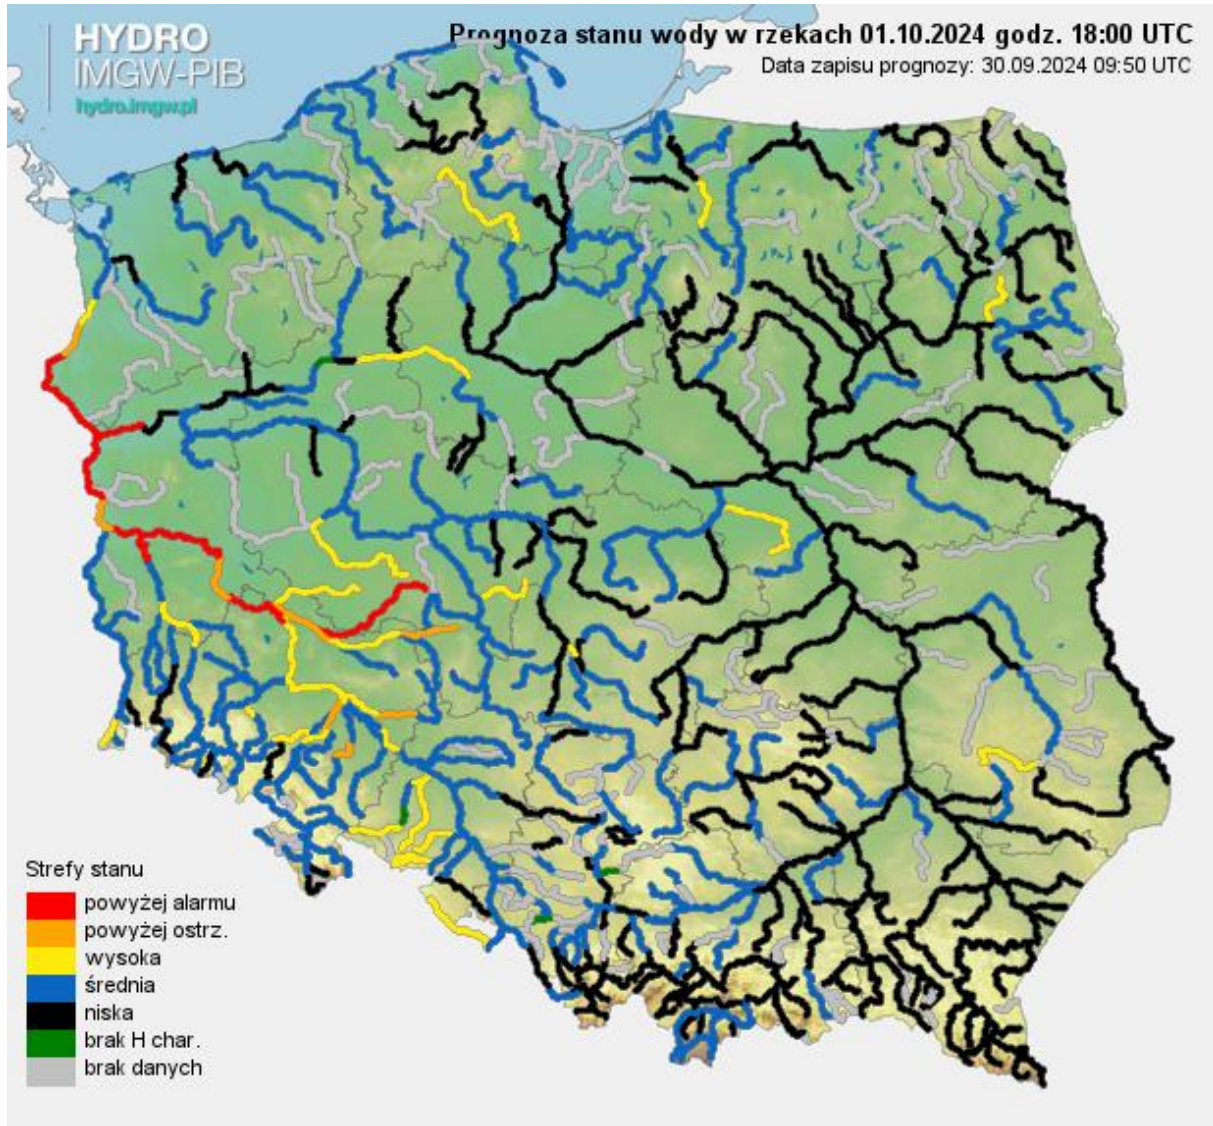 HYDRO
IMGW-PIB
hydro.imgw.pl
Prognoza stanu wody w rzekach 01.10.2024 godz. 18:00 UTC
Data zapisu prognozy: 30.09.2024 09:50 UTC
Strefy stanu
powyżej alarmu
powyżej ostrz.
wysoka
średnia
niska
brak H char.
brak danych